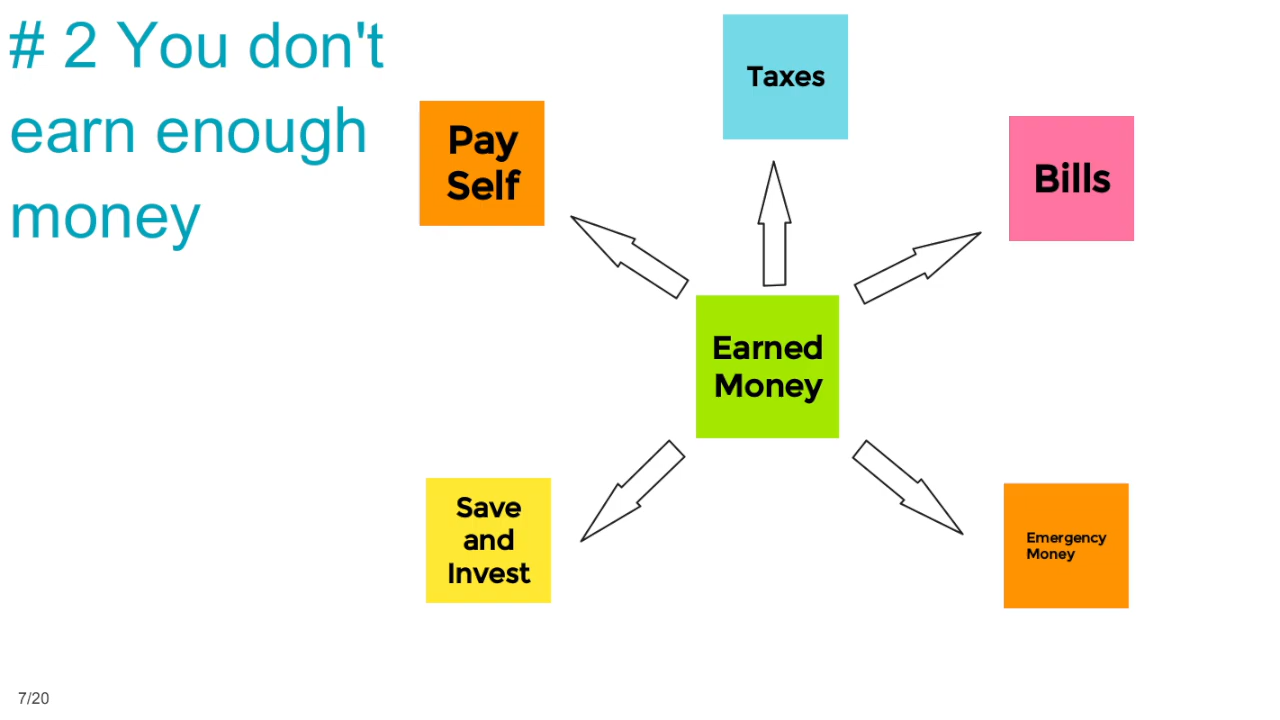 # 2 You don't
earn enough
money
Taxes
Pay
Self
Bills
Earned
Money
Save
and
Invest
Emergency
Money
7/20